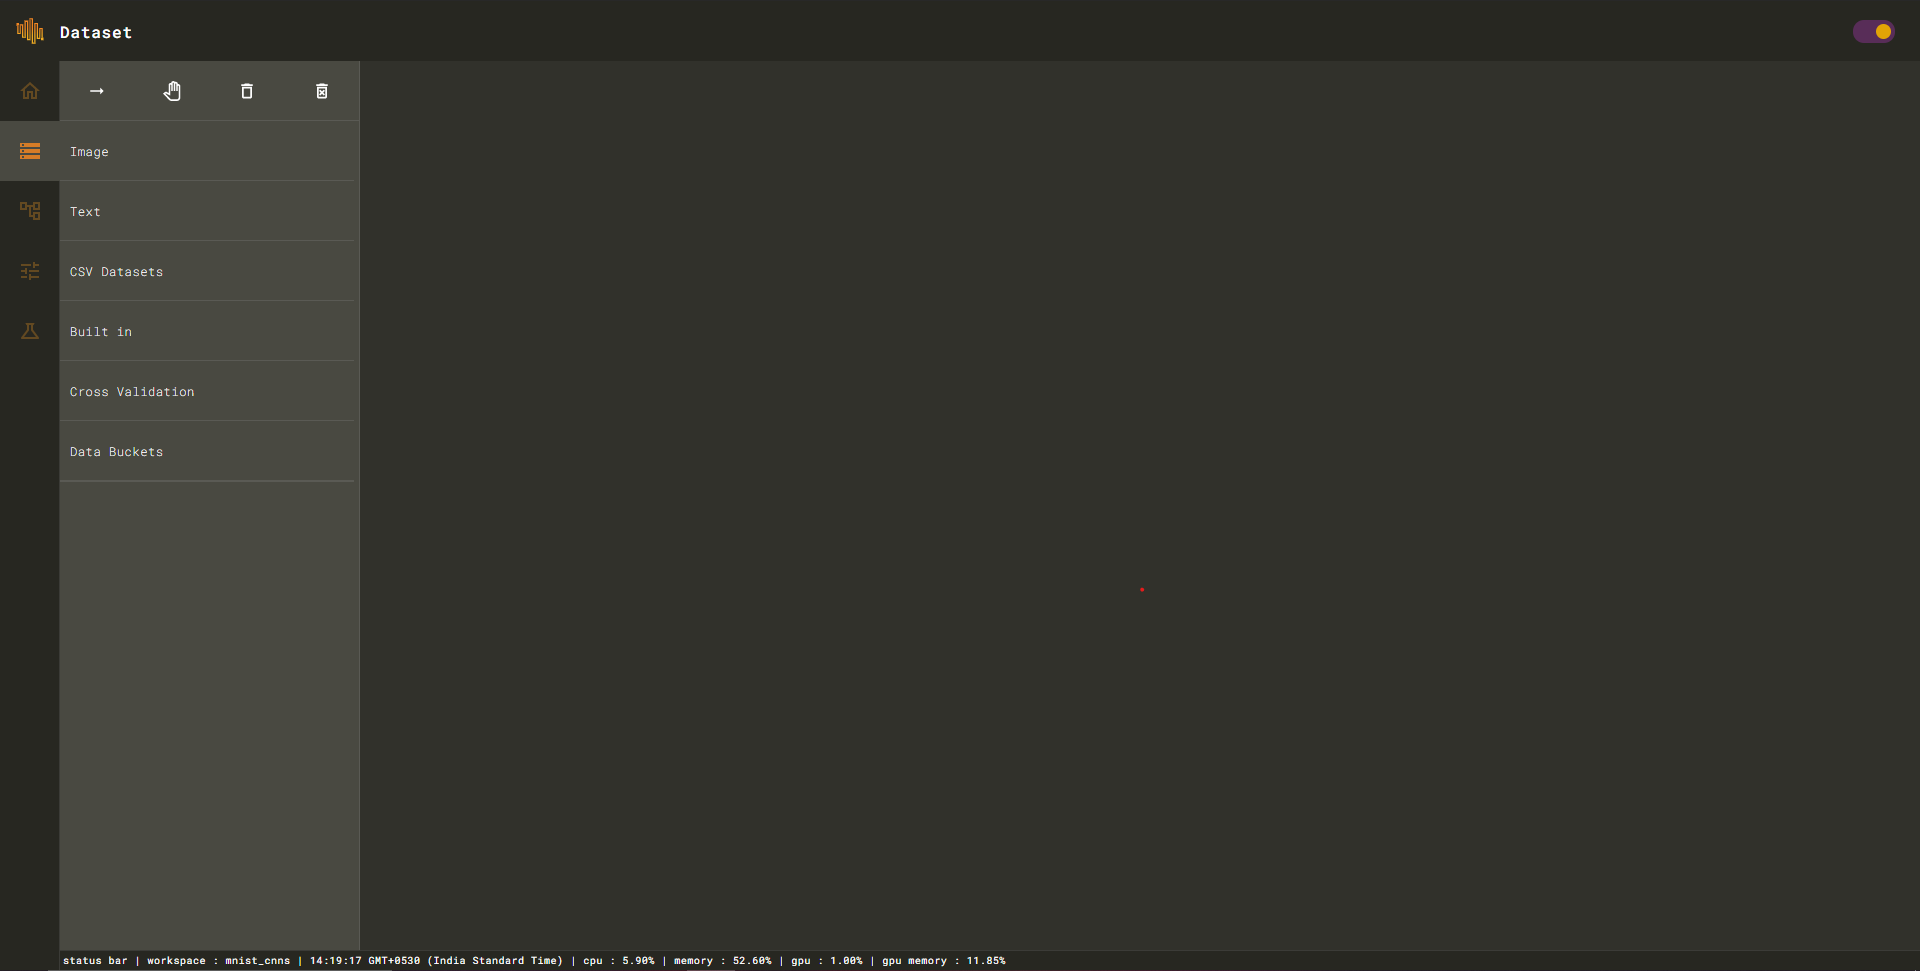 Dataset
Image
Text
CSV Datasets
Built in
Cross Validation
Data Buckets
status bar | workspace : mnist_cnns | 14:19:17 GMT+0530 (India Standard Time) | cpu : 5.90% | memory : 52.60% | gpu : 1.00% | gpu memory : 11.85%